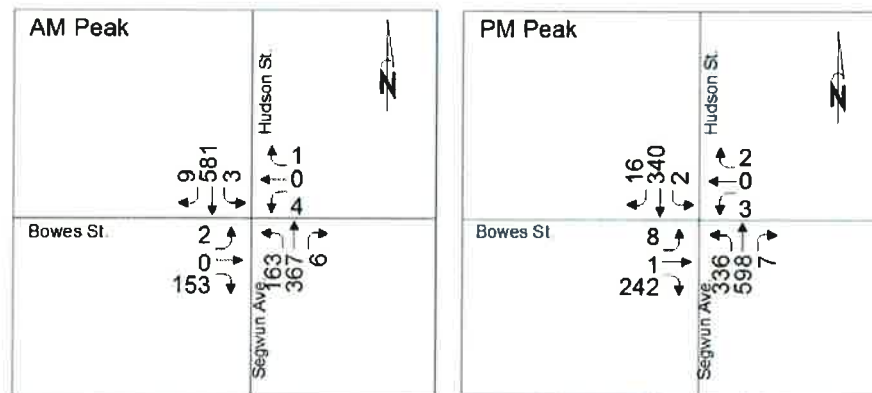 AM Peak
Hudson St.
N
9
581
3
1
0
4
Bowes St.
2
0
153
163
367
6
Segwun Ave.
PM Peak
Hudson St.
N
16
340
2
2
0
3
Bowes St.
8
1
242
336
598
7
Segwun Ave.